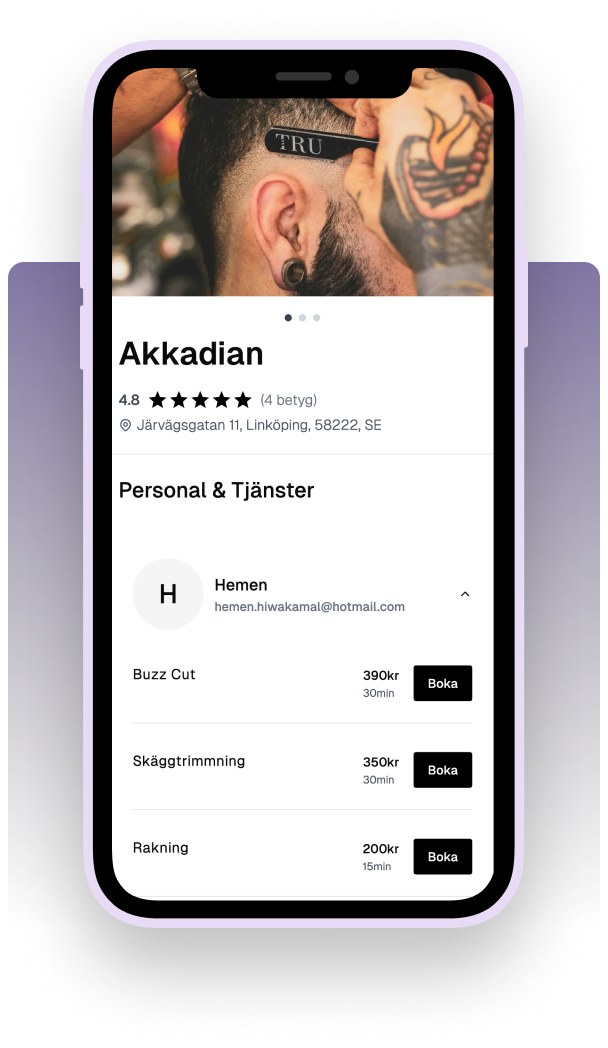 TRU
Akkadian
4.8 (4 betyg)
Järvägsgatan 11, Linköping, 58222, SE
Personal & Tjänster
H
Hemen
hemen.hiwakamal@hotmail.com
Buzz Cut 390kr Boka
30min
Skäggtrimmning 350kr Boka
30min
Rakning 200kr Boka
15min